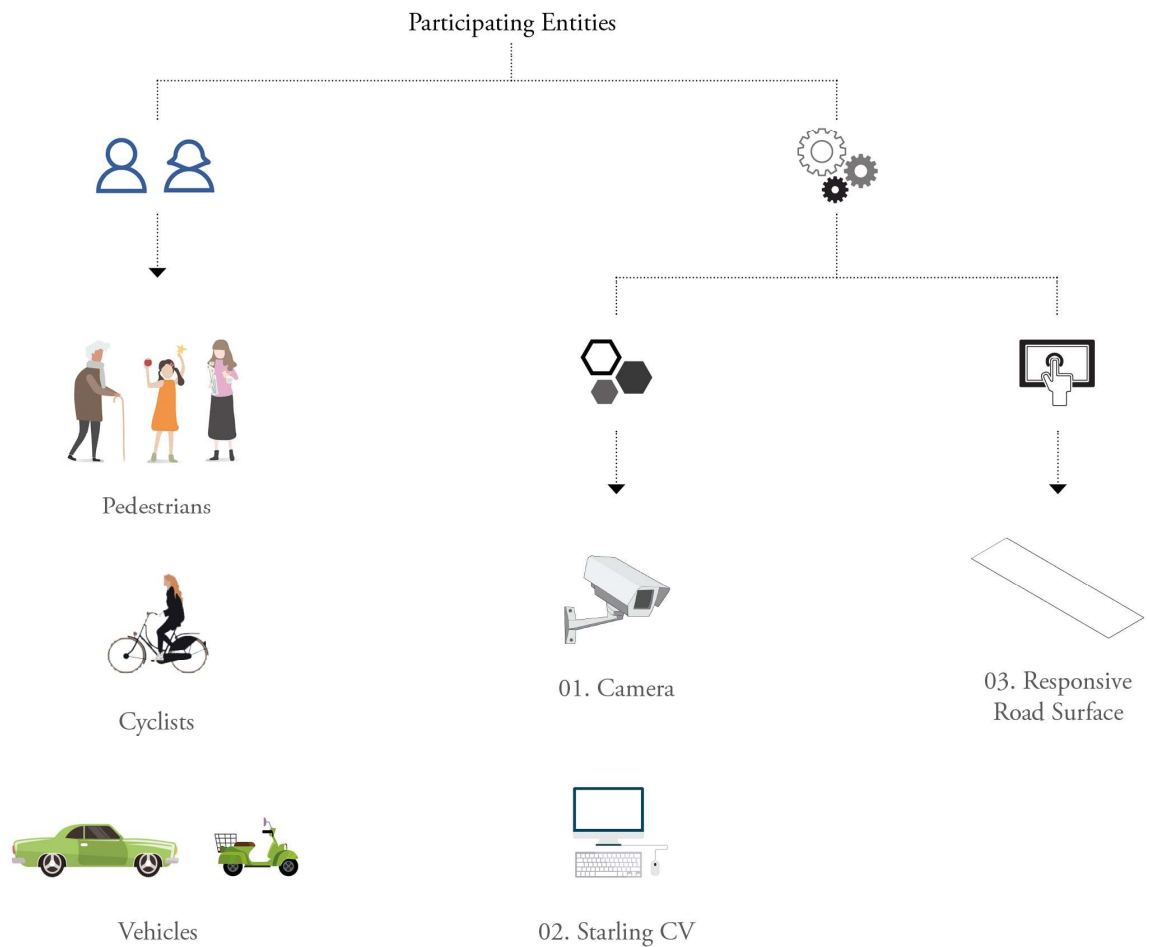 Participating Entities
Pedestrians
Cyclists
Vehicles
01. Camera
02. Starling CV
03. Responsive
Road Surface